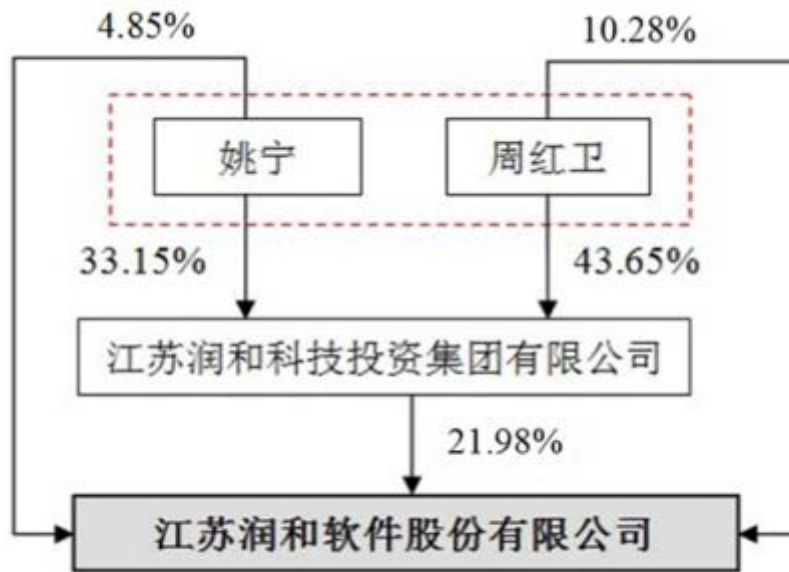 4.85%
10.28%
姚宁
周红卫
33.15%
43.65%
江苏润和科技投资集团有限公司
21.98%
江苏润和软件股份有限公司